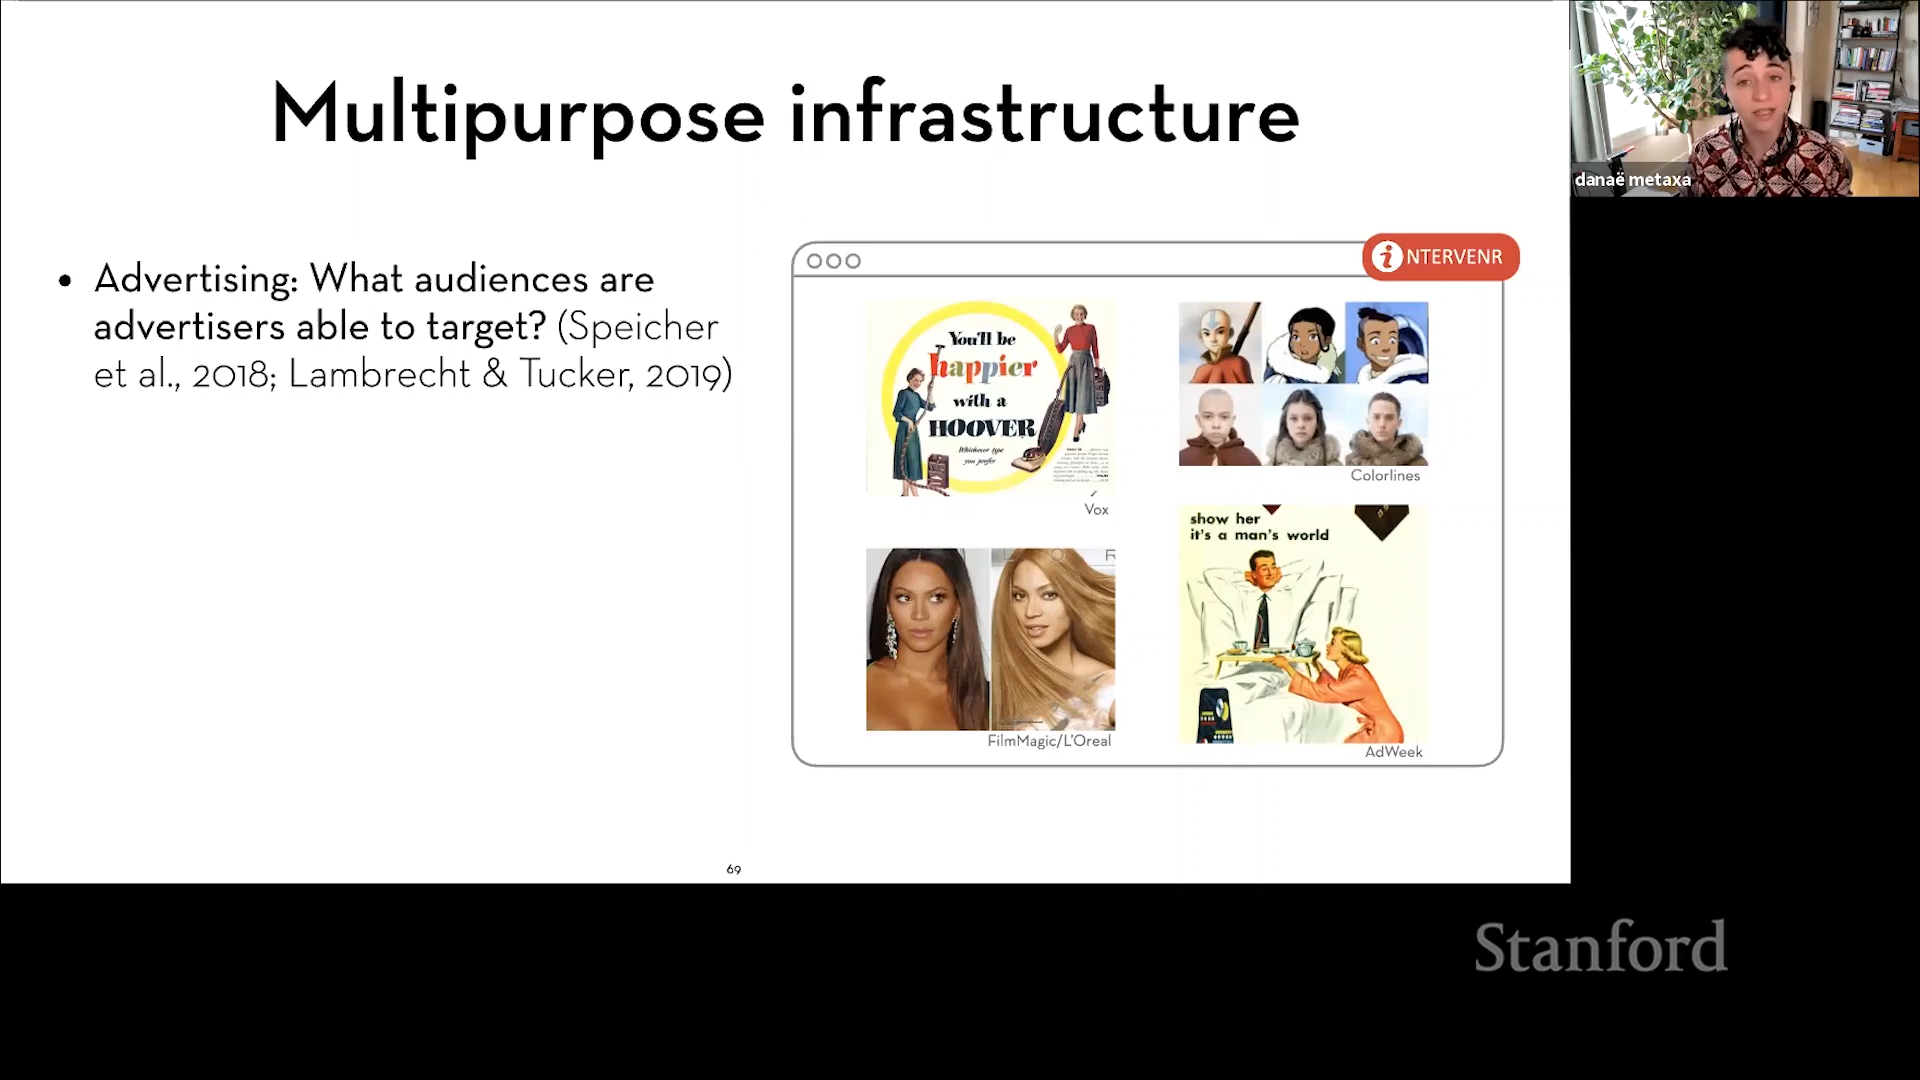 Multipurpose infrastructure
danaë metaxa
• Advertising: What audiences are
advertisers able to target? (Speicher
et al., 2018; Lambrecht & Tucker, 2019)
iNTERVENR
You'll be
happier
with a
HOOVER
Whichever type
you prefer
Vox
Colorlines
FilmMagic/L'Oreal
show her
it's a man's world
AdWeek
69
Stanford